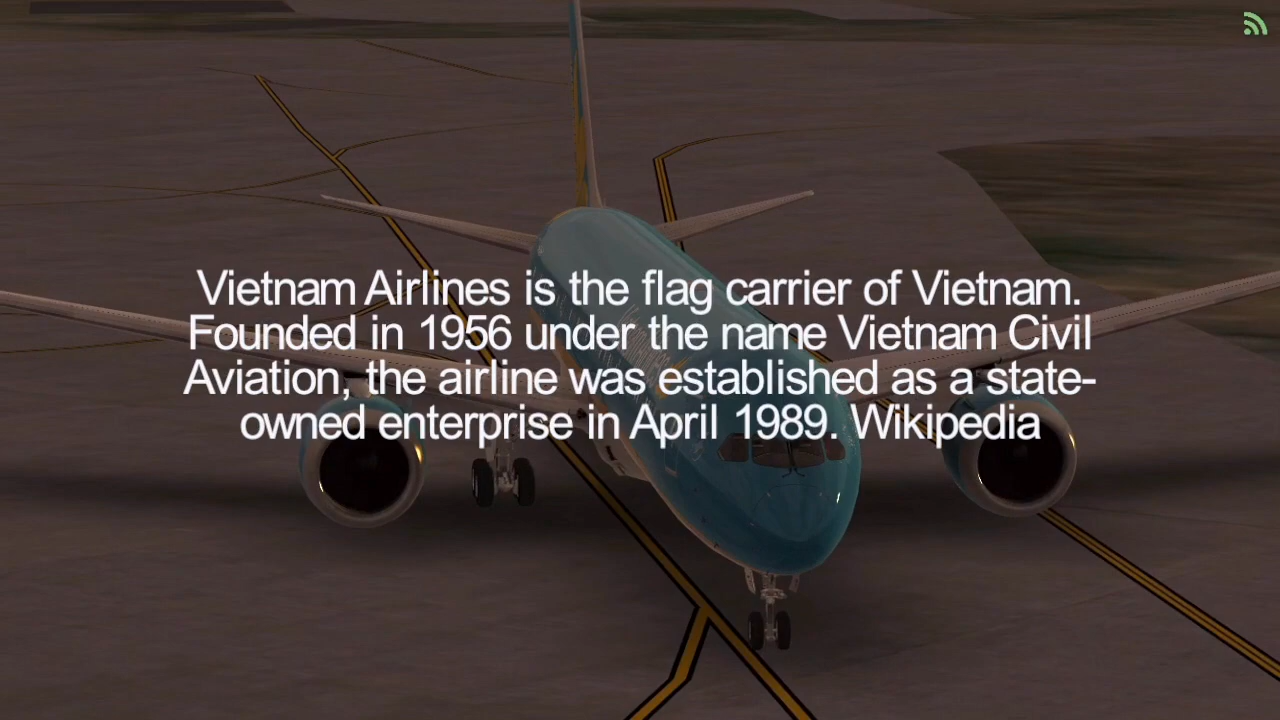 Vietnam Airlines is the flag carrier of Vietnam.
Founded in 1956 under the name Vietnam Civil
Aviation, the airline was established as a state-
owned enterprise in April 1989. Wikipedia